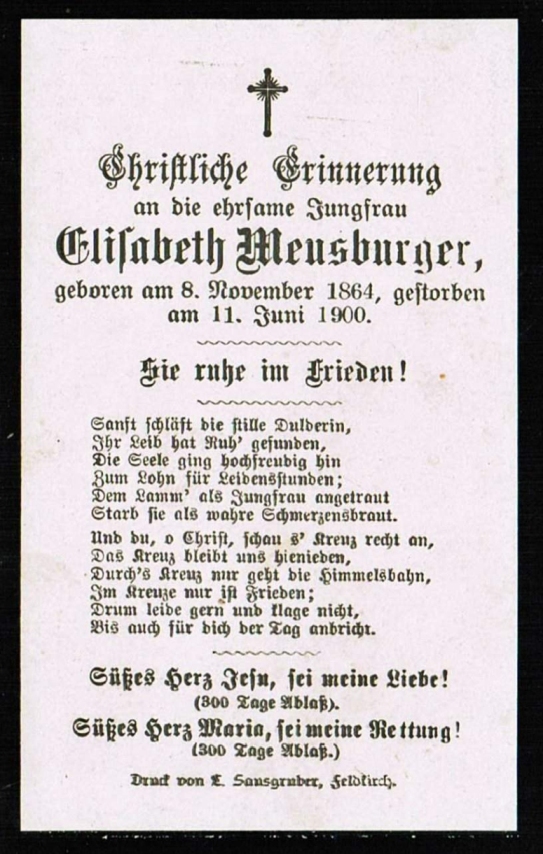 Christliche Erinnerung
an die ehrsame Jungfrau
Elisabeth Meusburger,
geboren am 8. November 1864, gestorben
am 11. Juni 1900.
Sie ruhe im Frieden!
Sanft schläft die stille Dulderin,
Ihr Leib hat Ruh' gefunden,
Die Seele ging hochfreudig hin
Zum Lohn für Leidensstunden;
Dem Lamm' als Jungfrau angetraut
Starb sie als wahre Schmerzensbraut.
Und du, o Christ, schau s' Kreuz recht an,
Das Kreuz bleibt uns hienieden,
Durch's Kreuz nur geht die Himmelsbahn,
Im Kreuze nur ist Frieden;
Drum leide gern und klage nicht,
Bis auch für dich der Tag anbricht.
Süßes Herz Jesu, sei meine Liebe!
(300 Tage Ablaß).
Süßes Herz Maria, sei meine Rettung!
(300 Tage Ablaß.)
Druck von L. Sausgruber, Feldkirch.